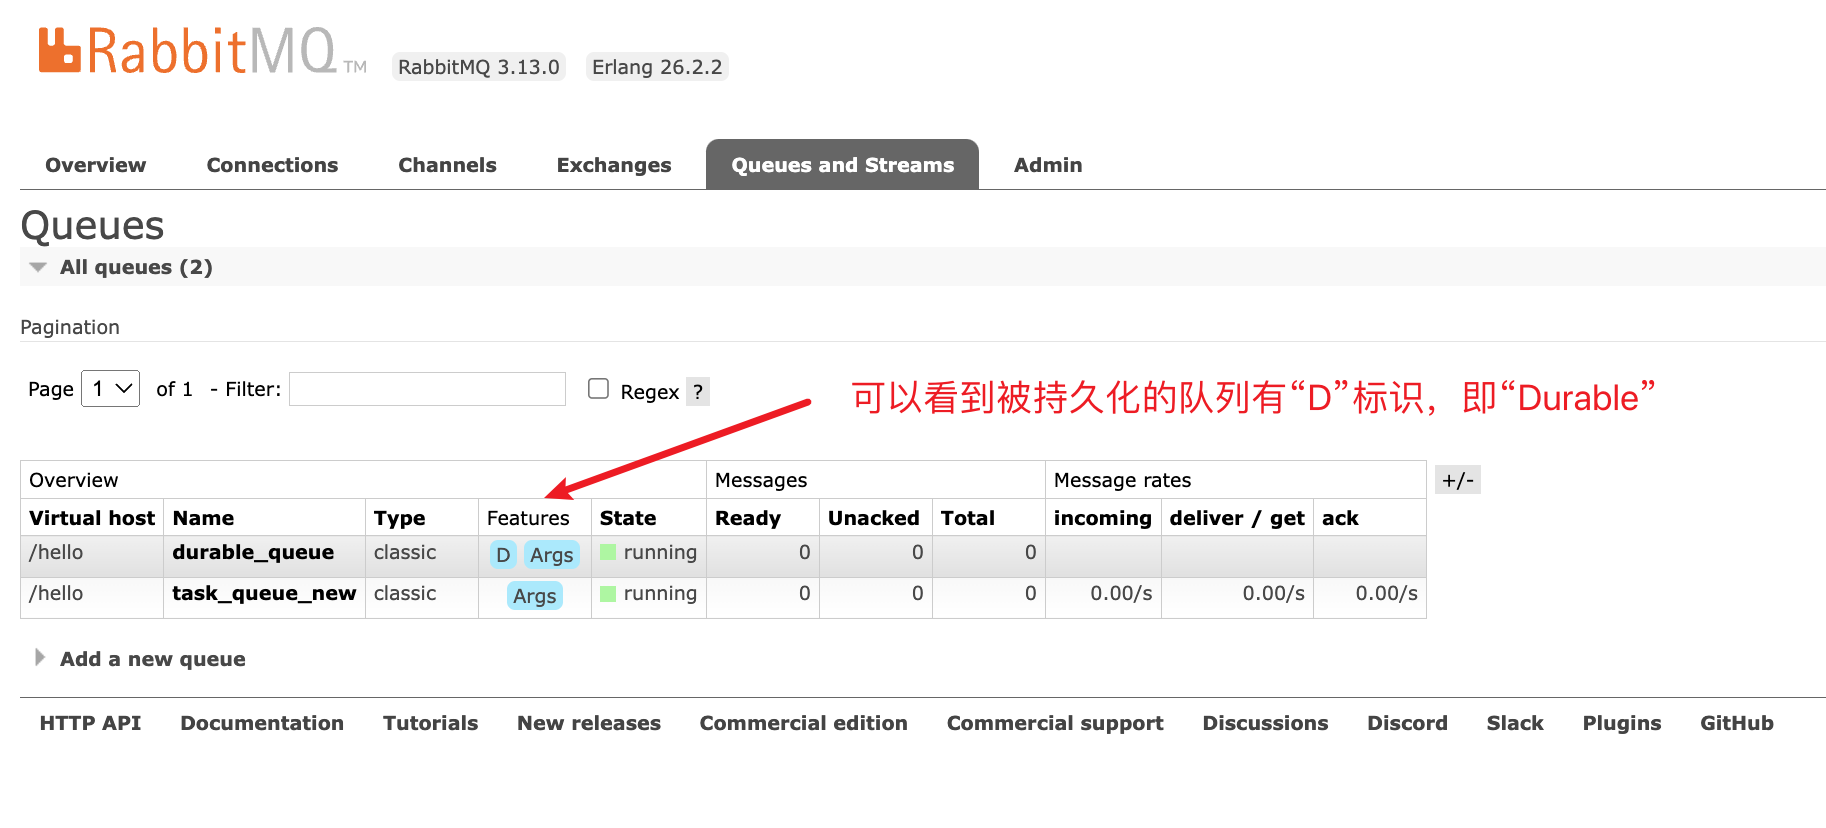 RabbitMQ TM RabbitMQ 3.13.0 Erlang 26.2.2
Overview Connections Channels Exchanges Queues and Streams Admin
Queues
All queues (2)
Pagination
Page 1 of 1 - Filter: Regex ?
可以看到被持久化的队列有“D”标识，即“Durable”
Overview Messages Message rates +/-
Virtual host Name Type Features State Ready Unacked Total incoming deliver / get ack
/hello durable_queue classic D Args running 0 0 0
/hello task_queue_new classic Args running 0 0 0 0.00/s 0.00/s 0.00/s
Add a new queue
HTTP API Documentation Tutorials New releases Commercial edition Commercial support Discussions Discord Slack Plugins GitHub